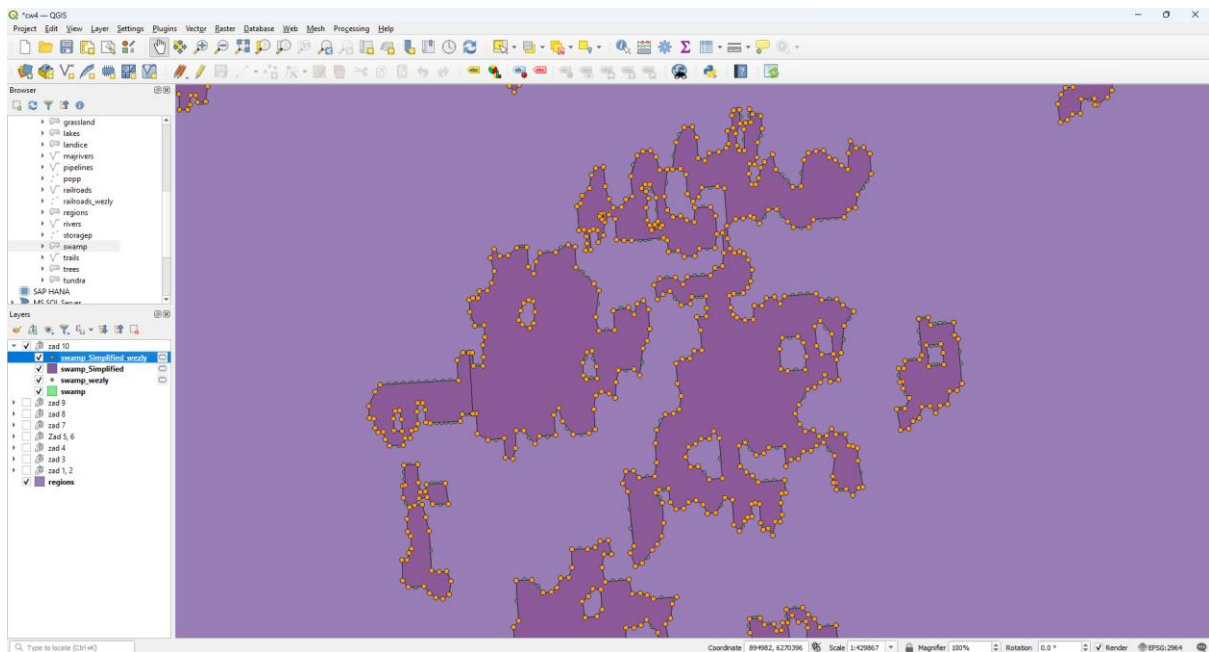 *cw4 — QGIS
Project Edit View Layer Settings Plugins Vector Raster Database Web Mesh Processing Help
Browser
grassland
lakes
landice
majrivers
pipelines
popp
railroads
railroads_wezly
regions
rivers
storagep
swamp
trails
trees
tundra
SAP HANA
MS SQL Server
Layers
zad 10
swamp_Simplified_wezly
swamp_Simplified
swamp_wezly
swamp
zad 9
zad 8
zad 7
Zad 5, 6
zad 4
zad 3
zad 1, 2
regions
Type to locate (Ctrl+K)
Coordinate 894982, 6270396 Scale 1:429867 Magnifier 100% Rotation 0.0 ° Render EPSG:2964